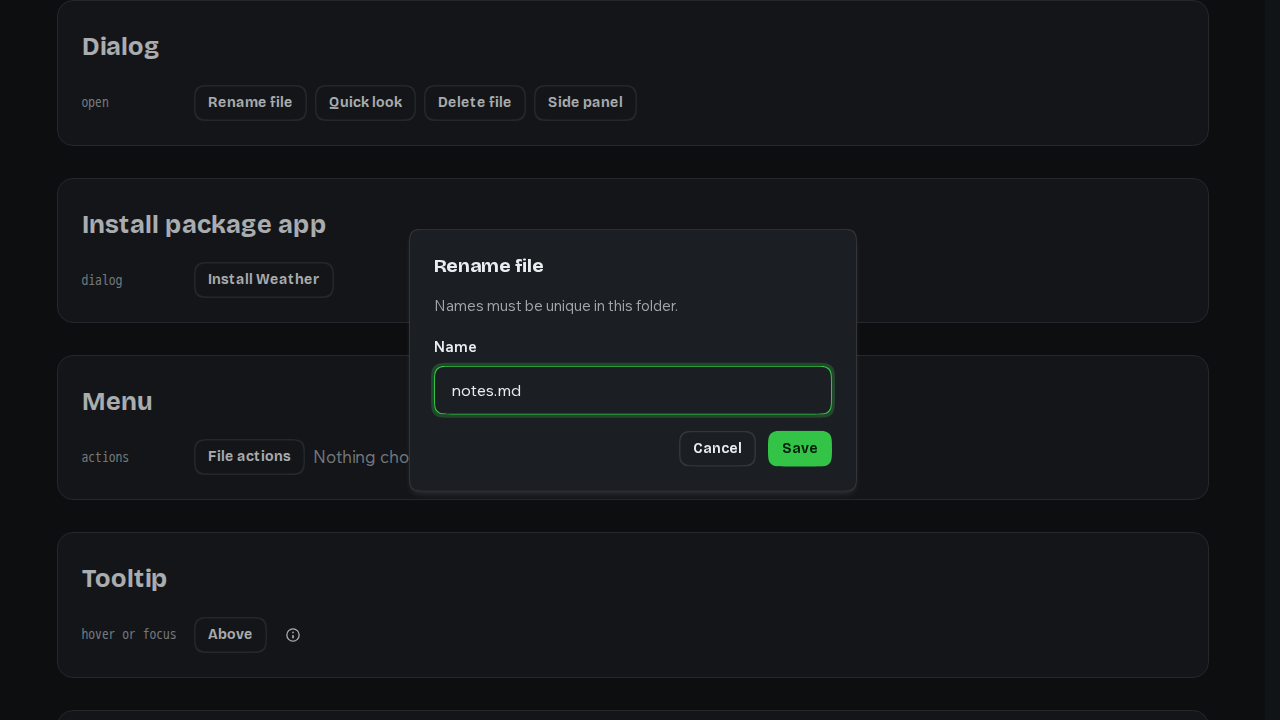 Dialog
open Rename file Quick look Delete file Side panel
Install package app
dialog Install Weather
Rename file
Names must be unique in this folder.
Name
notes.md
Cancel Save
Menu
actions File actions Nothing cho
Tooltip
hover or focus Above